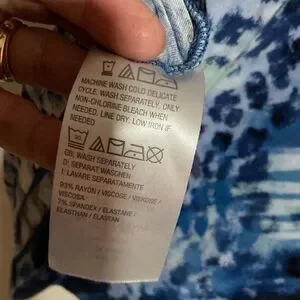 MACHINE WASH COLD DELICATE
CYCLE. WASH SEPARATELY. ONLY
NON-CHLORINE BLEACH WHEN
NEEDED. LINE DRY. LOW IRON IF
NEEDED
GB: WASH SEPARATELY
D: SEPARAT WASCHEN
I: LAVARE SEPARATAMENTE
93% RAYON / VISCOSE / VISKOSE /
VISCOSA
7% SPANDEX / ELASTANE /
ELASTHAN / ELASTAN